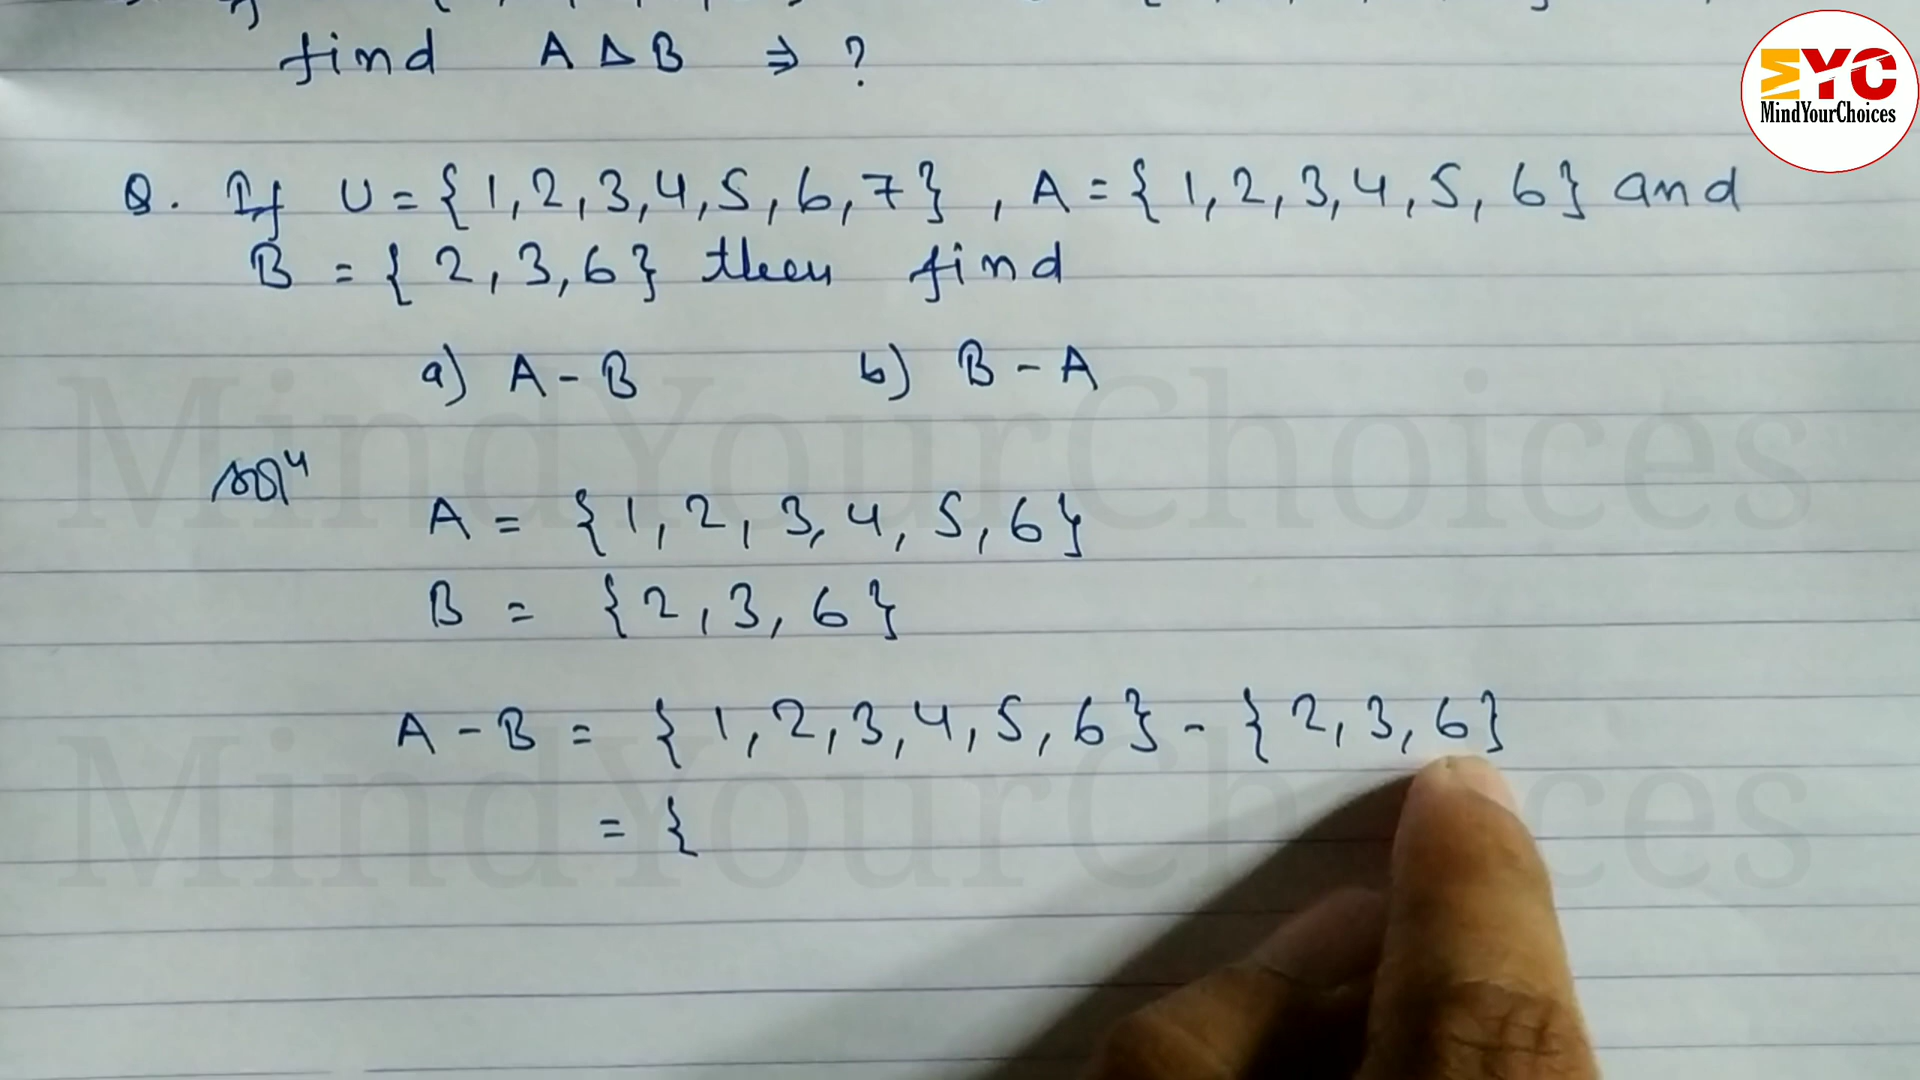 find A Δ B ⇒ ?
MYC
MindYourChoices
Q. If U = {1, 2, 3, 4, 5, 6, 7} , A = {1, 2, 3, 4, 5, 6} and
B = {2, 3, 6} then find
a) A - B b) B - A
MindYourChoices
A = {1, 2, 3, 4, 5, 6}
B = {2, 3, 6}
A - B = {1, 2, 3, 4, 5, 6} - {2, 3, 6}
= {
MindYourChoices